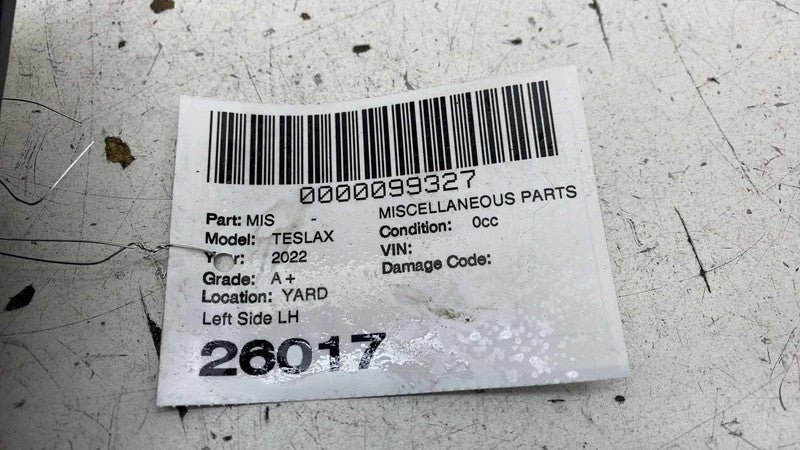 0000099327
Part: MIS - MISCELLANEOUS PARTS
Model: TESLAX Condition: 0cc
Year: 2022 VIN:
Grade: A+ Damage Code:
Location: YARD
Left Side LH
26017